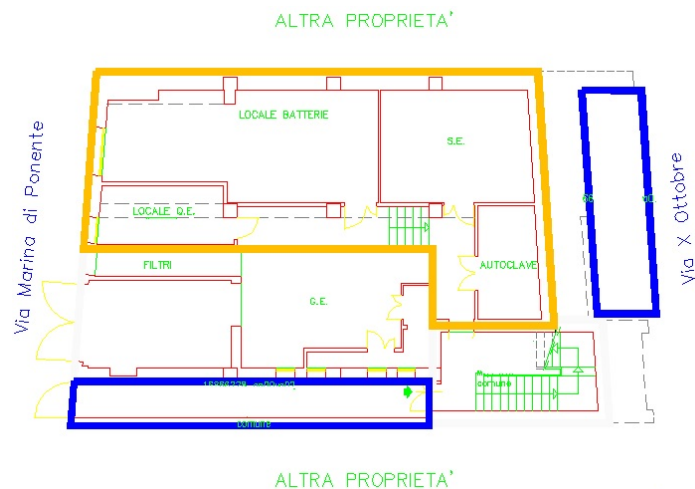 ALTRA PROPRIETA'
Via Marina di Ponente
LOCALE BATTERIE
S.E.
LOCALE Q.E.
Via X Ottobre
FILTRI
AUTOCLAVE
G.E.
comune
comune
ALTRA PROPRIETA'